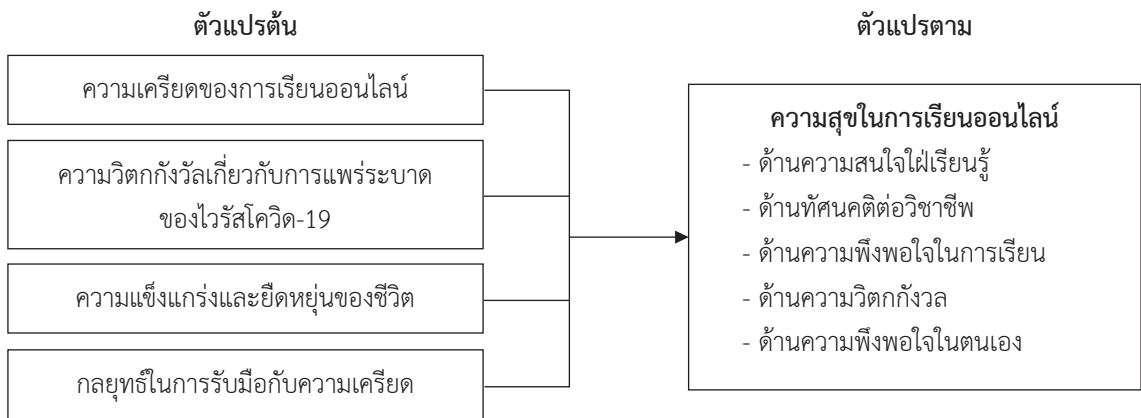 ตัวแปรต้น
ความเครียดของการเรียนออนไลน์
ความวิตกกังวัลเกี่ยวกับการแพร่ระบาด
ของไวรัสโควิด-19
ความแข็งแกร่งและยืดหยุ่นของชีวิต
กลยุทธ์ในการรับมือกับความเครียด
ตัวแปรตาม
ความสุขในการเรียนออนไลน์
- ด้านความสนใจใฝ่เรียนรู้
- ด้านทัศนคติต่อวิชาชีพ
- ด้านความพึงพอใจในการเรียน
- ด้านความวิตกกังวล
- ด้านความพึงพอใจในตนเอง